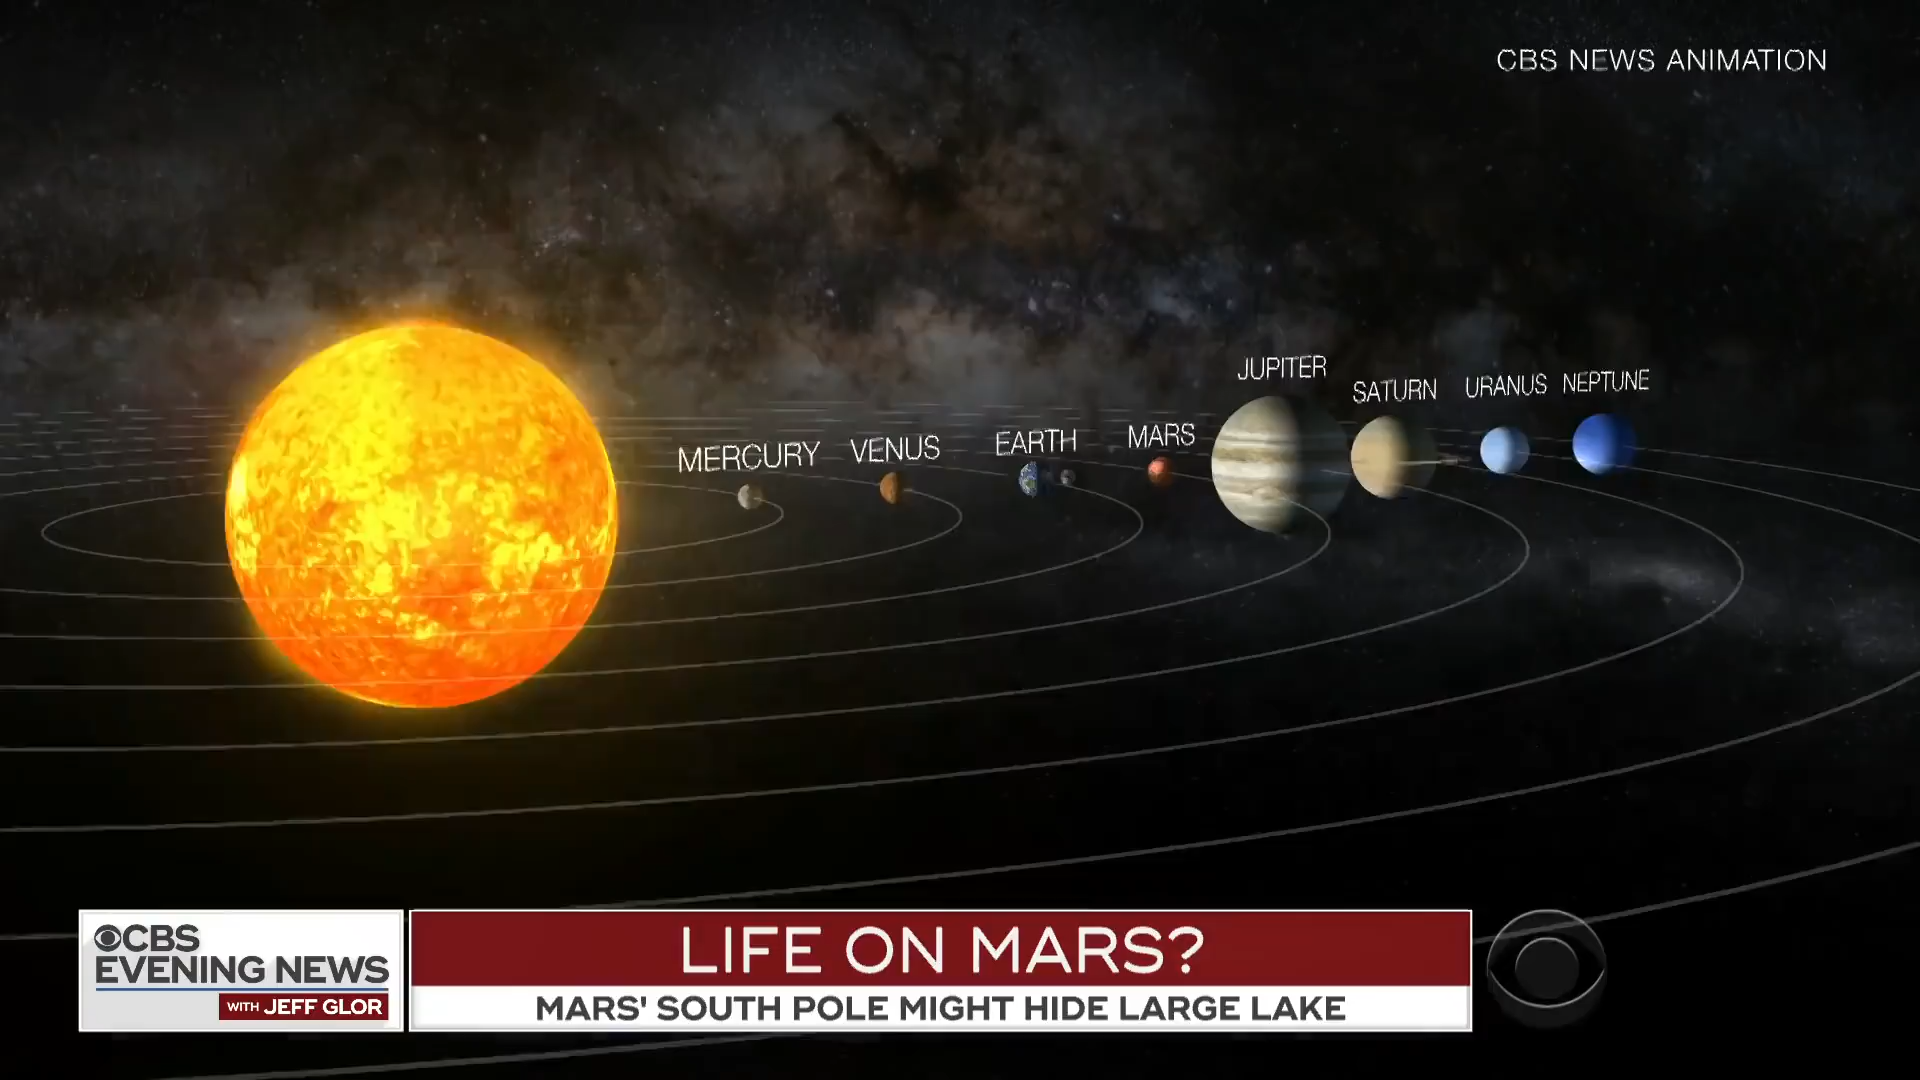 CBS NEWS ANIMATION
JUPITER
SATURN
URANUS
NEPTUNE
MERCURY
VENUS
EARTH
MARS
CBS
EVENING NEWS
WITH JEFF GLOR
LIFE ON MARS?
MARS' SOUTH POLE MIGHT HIDE LARGE LAKE